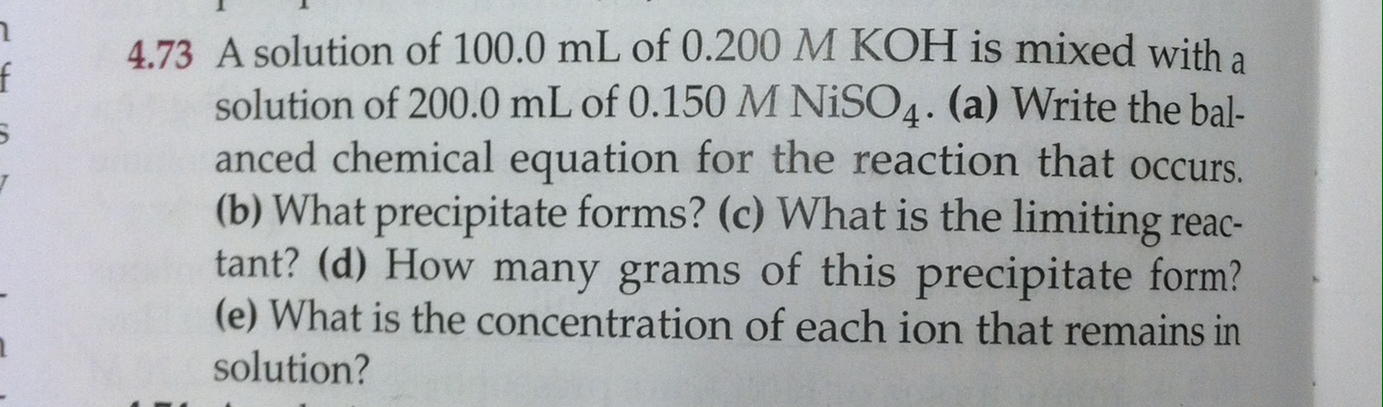 4.73 A solution of 100.0 mL of 0.200 M KOH is mixed with a
solution of 200.0 mL of 0.150 M NiSO₄. (a) Write the bal-
anced chemical equation for the reaction that occurs.
(b) What precipitate forms? (c) What is the limiting reac-
tant? (d) How many grams of this precipitate form?
(e) What is the concentration of each ion that remains in
solution?